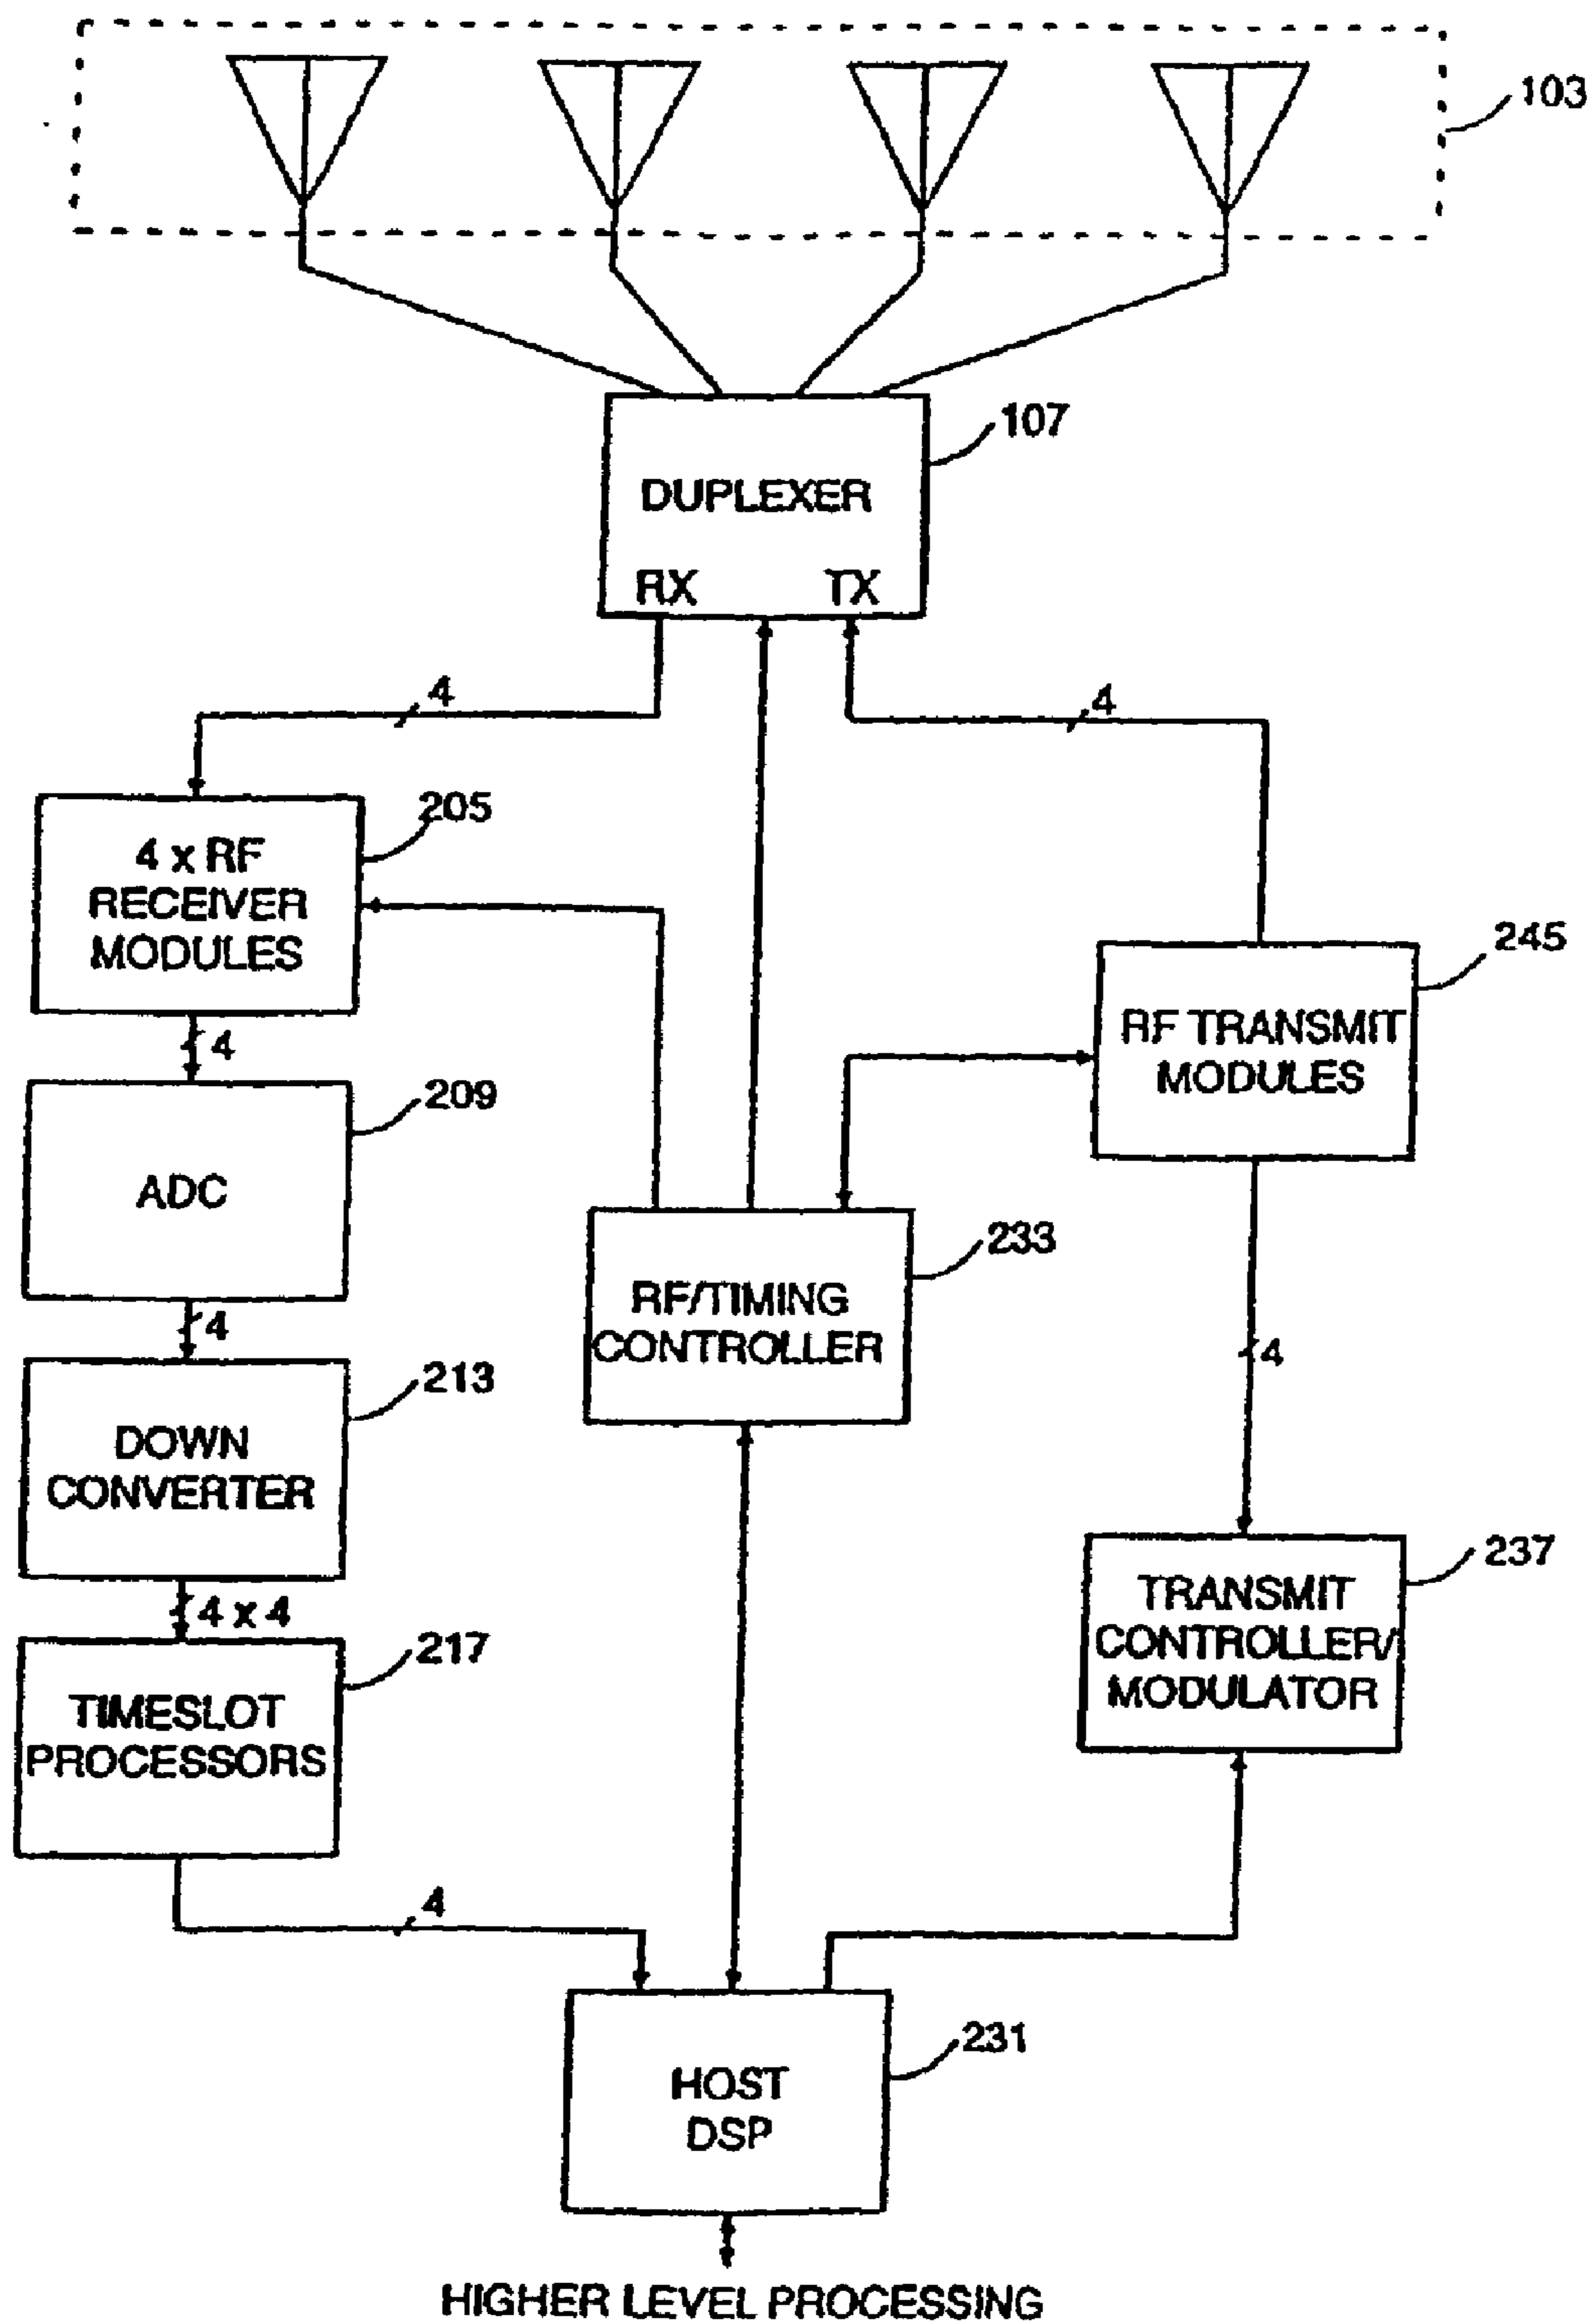 103
107
DUPLEXER
RX TX
4
4
205
4 x RF
RECEIVER
MODULES
245
RF TRANSMIT
MODULES
4
209
ADC
233
RF/TIMING
CONTROLLER
4
4
213
DOWN
CONVERTER
237
TRANSMIT
CONTROLLER/
MODULATOR
4 x 4
217
TIMESLOT
PROCESSORS
4
231
HOST
DSP
HIGHER LEVEL PROCESSING